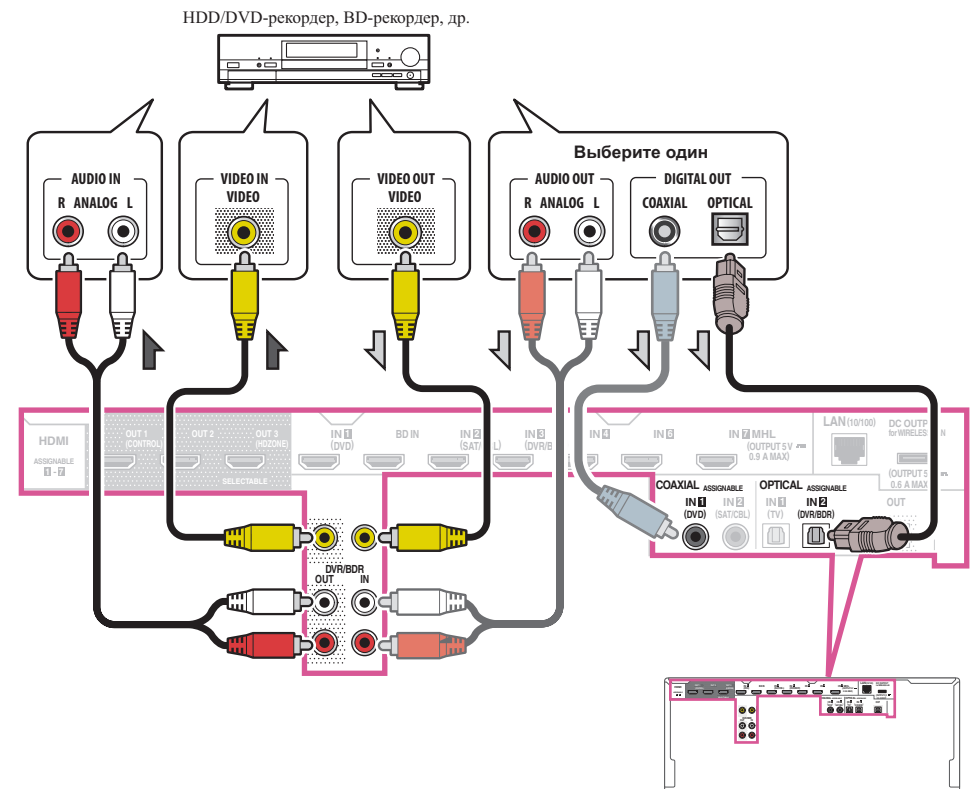 HDD/DVD-рекордер, BD-рекордер, др.
Выберите один
AUDIO IN
R ANALOG L
VIDEO IN
VIDEO
VIDEO OUT
VIDEO
AUDIO OUT
R ANALOG L
DIGITAL OUT
COAXIAL OPTICAL
HDMI
ASSIGNABLE
1 - 7
OUT 1
(CONTROL)
OUT 2
OUT 3
(HDZONE)
SELECTABLE
IN 1
(DVD)
BD IN
IN 2
(SAT/CBL)
IN 3
(DVR/B
IN 4
IN 6
IN 7 MHL
(OUTPUT 5 V
0.9 A MAX)
LAN (10/100)
DC OUTP
for WIRELES N
(OUTPUT 5
0.6 A MAX
OUT
COAXIAL ASSIGNABLE
IN 1
(DVD)
IN 2
(SAT/CBL)
OPTICAL ASSIGNABLE
IN 1
(TV)
IN 2
(DVR/BDR)
DVR/BDR
OUT IN